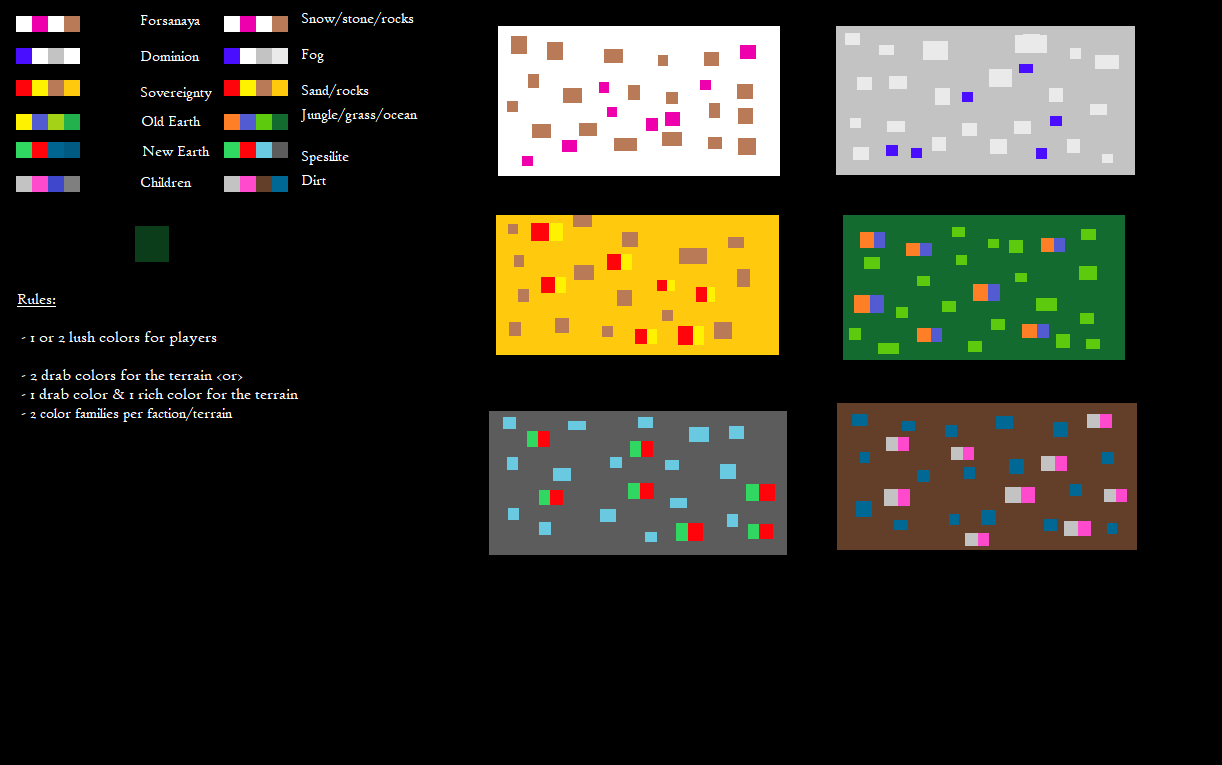 Forsanaya
Snow/stone/rocks
Dominion
Fog
Sovereignty
Sand/rocks
Old Earth
Jungle/grass/ocean
New Earth
Spesilite
Children
Dirt
Rules:
- 1 or 2 lush colors for players
- 2 drab colors for the terrain <or>
- 1 drab color & 1 rich color for the terrain
- 2 color families per faction/terrain